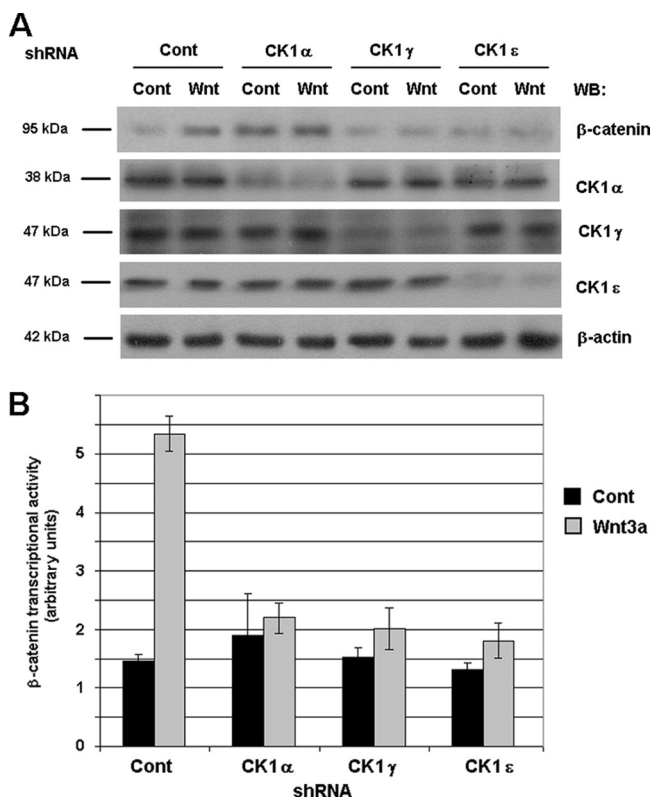 A
shRNA Cont CK1α CK1γ CK1ε
Cont Wnt Cont Wnt Cont Wnt Cont Wnt WB:
95 kDa β-catenin
38 kDa CK1α
47 kDa CK1γ
47 kDa CK1ε
42 kDa β-actin
B
β-catenin transcriptional activity
(arbitrary units)
5
4
3
2
1
0
Cont
Wnt3a
Cont CK1α CK1γ CK1ε
shRNA